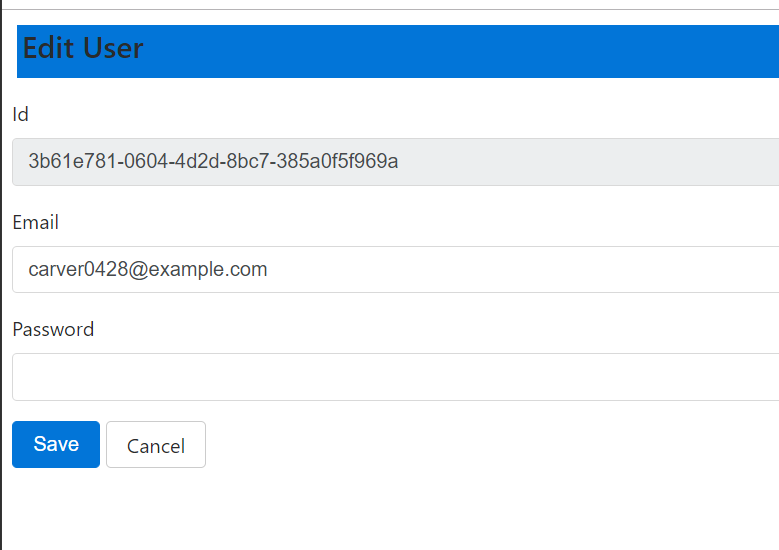 Edit User
Id
3b61e781-0604-4d2d-8bc7-385a0f5f969a
Email
carver0428@example.com
Password
Save Cancel